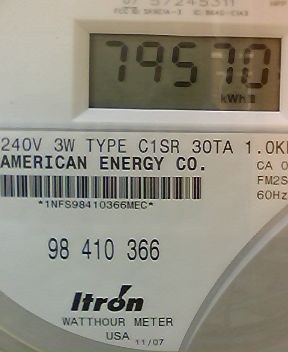 57245311
79570
kWh
240V 3W TYPE C1SR 30TA 1.0K
AMERICAN ENERGY CO.
CA 0
FM2S
60Hz
*1NFS98410366MEC*
98 410 366
Itron
WATTHOUR METER
USA 11/07